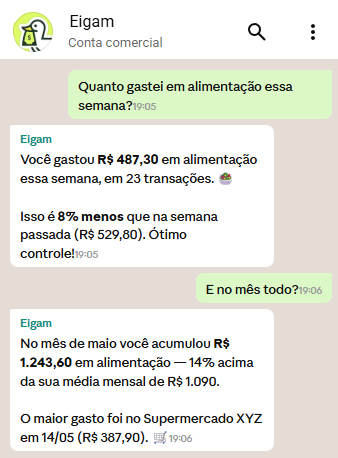 Eigam
Conta comercial
Quanto gastei em alimentação essa
semana?19:05
Eigam
Você gastou R$ 487,30 em alimentação
essa semana, em 23 transações. 🥗
Isso é 8% menos que na semana
passada (R$ 529,80). Ótimo
controle!19:05
E no mês todo?19:06
Eigam
No mês de maio você acumulou R$
1.243,60 em alimentação — 14% acima
da sua média mensal de R$ 1.090.
O maior gasto foi no Supermercado XYZ
em 14/05 (R$ 387,90). 🛒 19:06